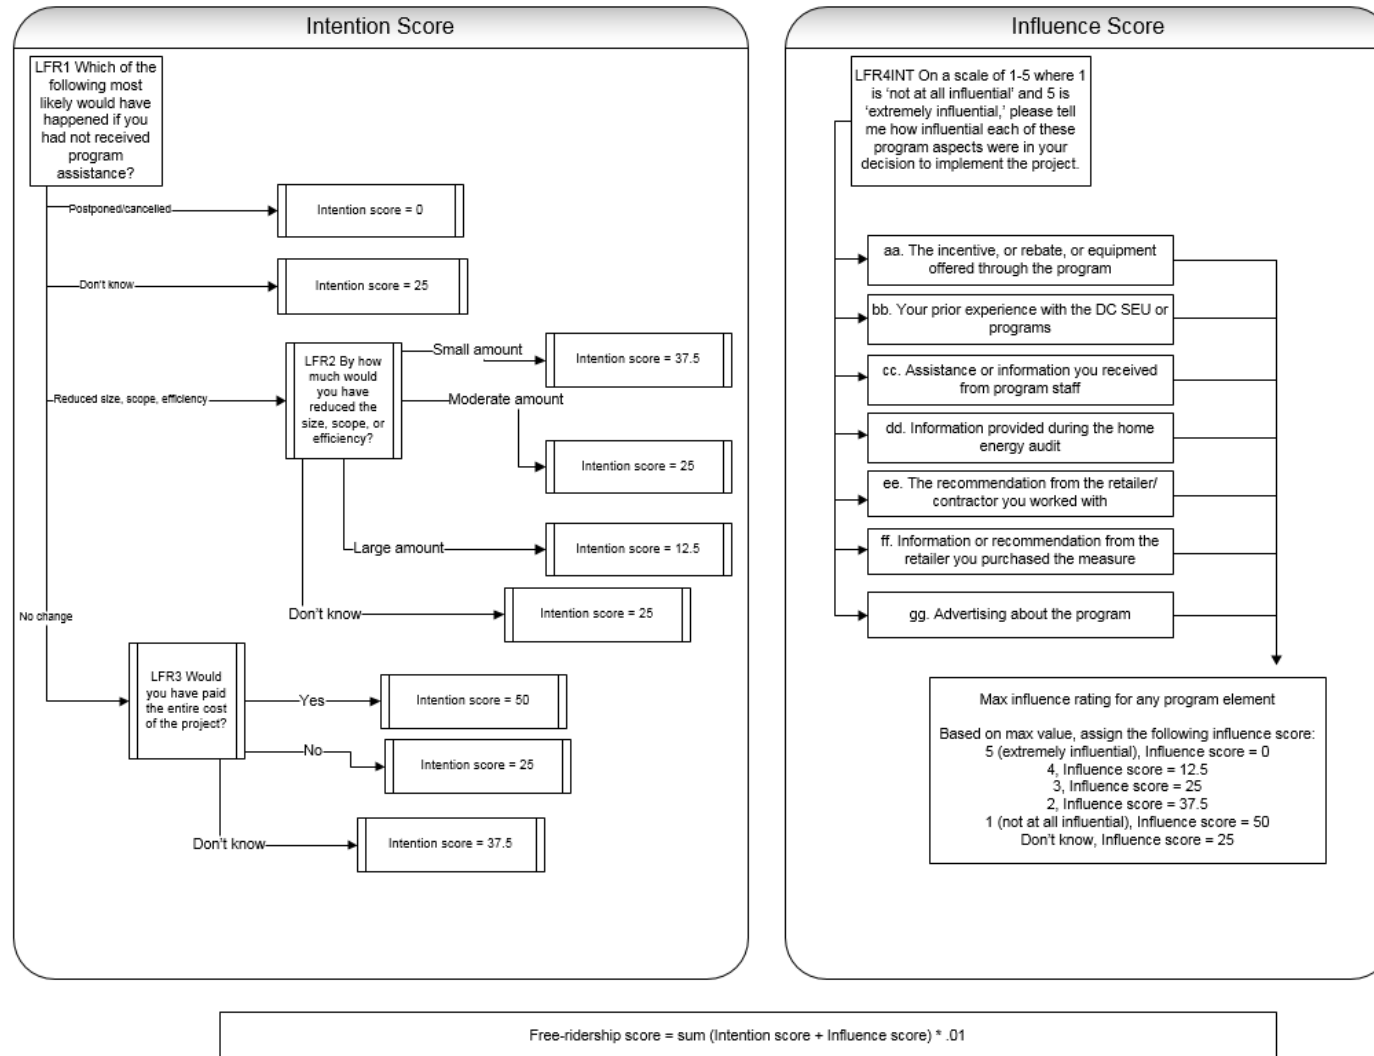 Intention Score
LFR1 Which of the
following most
likely would have
happened if you
had not received
program
assistance?
Postponed/cancelled
Intention score = 0
Don't know
Intention score = 25
Reduced size, scope, efficiency
LFR2 By how
much would
you have
reduced the
size, scope, or
efficiency?
Small amount
Intention score = 37.5
Moderate amount
Intention score = 25
Large amount
Intention score = 12.5
Don't know
Intention score = 25
No change
LFR3 Would
you have paid
the entire cost
of the project?
Yes
Intention score = 50
No
Intention score = 25
Don't know
Intention score = 37.5
Influence Score
LFR4INT On a scale of 1-5 where 1
is ‘not at all influential’ and 5 is
‘extremely influential,’ please tell
me how influential each of these
program aspects were in your
decision to implement the project.
aa. The incentive, or rebate, or equipment
offered through the program
bb. Your prior experience with the DC SEU or
programs
cc. Assistance or information you received
from program staff
dd. Information provided during the home
energy audit
ee. The recommendation from the retailer/
contractor you worked with
ff. Information or recommendation from the
retailer you purchased the measure
gg. Advertising about the program
Max influence rating for any program element
Based on max value, assign the following influence score:
5 (extremely influential), Influence score = 0
4, Influence score = 12.5
3, Influence score = 25
2, Influence score = 37.5
1 (not at all influential), Influence score = 50
Don't know, Influence score = 25
Free-ridership score = sum (Intention score + Influence score) * .01